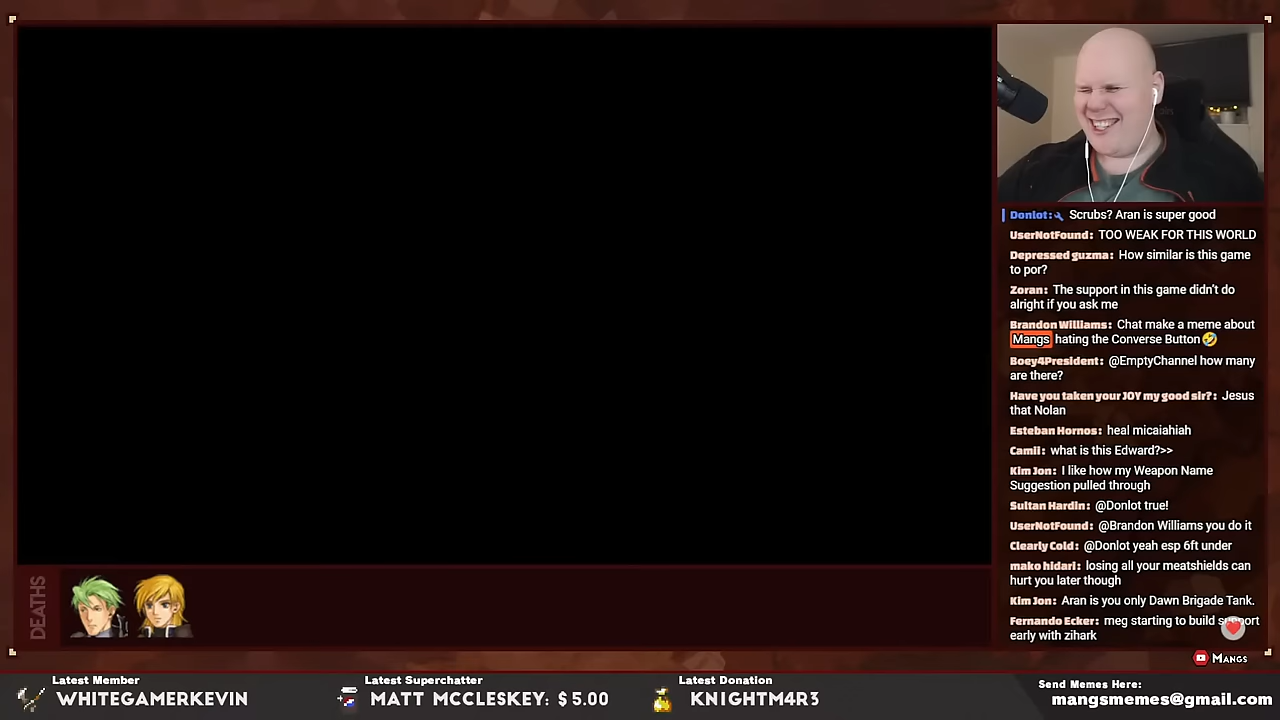 Donlot: Scrubs? Aran is super good
UserNotFound: TOO WEAK FOR THIS WORLD
Depressed guzma: How similar is this game
to por?
Zoran: The support in this game didn't do
alright if you ask me
Brandon Williams: Chat make a meme about
Mangs hating the Converse Button🤣
Boey4President: @EmptyChannel how many
are there?
Have you taken your JOY my good sir?: Jesus
that Nolan
Esteban Hornos: heal micaiahiah
Camii: what is this Edward?>>
Kim Jon: I like how my Weapon Name
Suggestion pulled through
Sultan Hardin: @Donlot true!
UserNotFound: @Brandon Williams you do it
Clearly Cold: @Donlot yeah esp 6ft under
mako hidari: losing all your meatshields can
hurt you later though
Kim Jon: Aran is you only Dawn Brigade Tank.
Fernando Ecker: meg starting to build support
early with zihark
DEATHS
MANGS
Latest Member
WHITEGAMERKEVIN
Latest Superchatter
MATT MCCLESKEY: $5.00
Latest Donation
KN1GHTM4R3
Send Memes Here:
mangsmemes@gmail.com